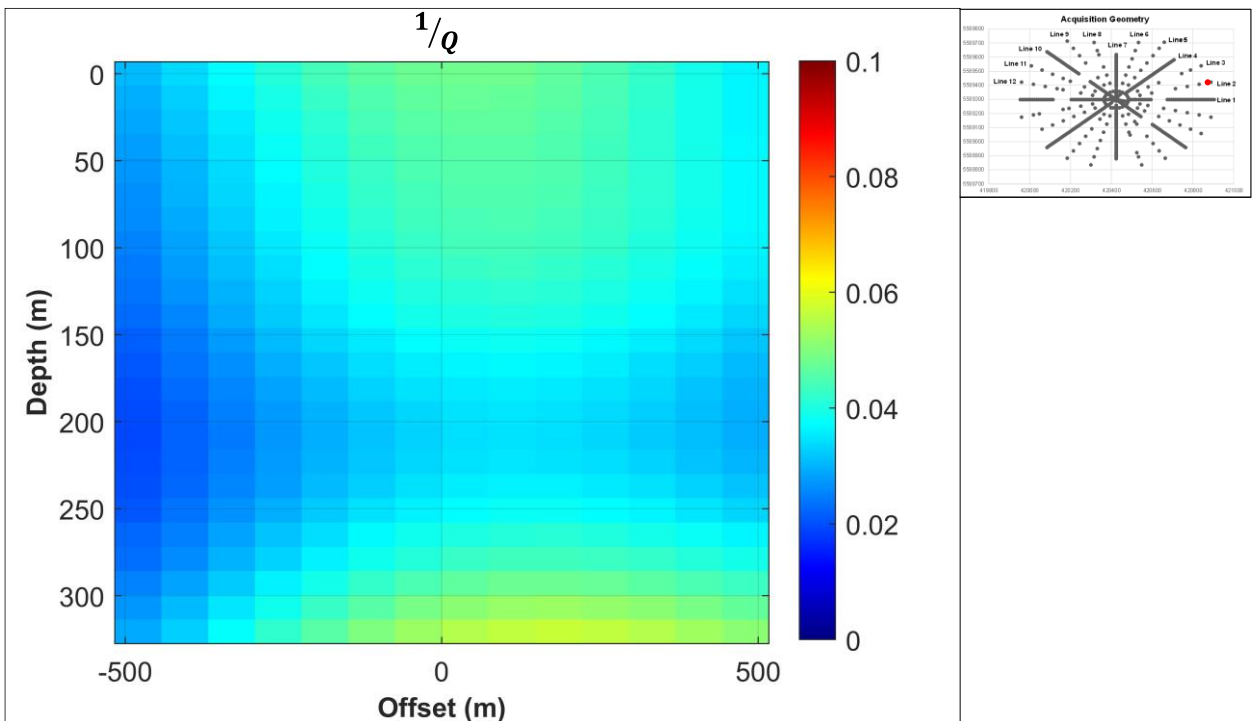 1/Q
0
50
100
150
200
250
300
Depth (m)
-500
0
500
Offset (m)
0.1
0.08
0.06
0.04
0.02
0
Acquisition Geometry
Line 9
Line 8
Line 7
Line 6
Line 5
Line 10
Line 4
Line 11
Line 3
Line 12
Line 2
Line 1